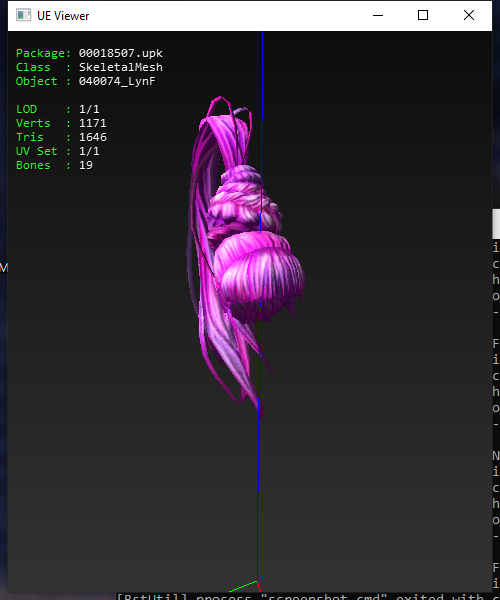 UE Viewer
Package: 00018507.upk
Class : SkeletalMesh
Object : 040074_LynF
LOD : 1/1
Verts : 1171
Tris : 1646
UV Set : 1/1
Bones : 19
M
i
c
h
o
-
F
i
c
h
o
-
N
i
c
h
o
-
F
i
[BstUtil] process "screenshot.cmd" exited with c